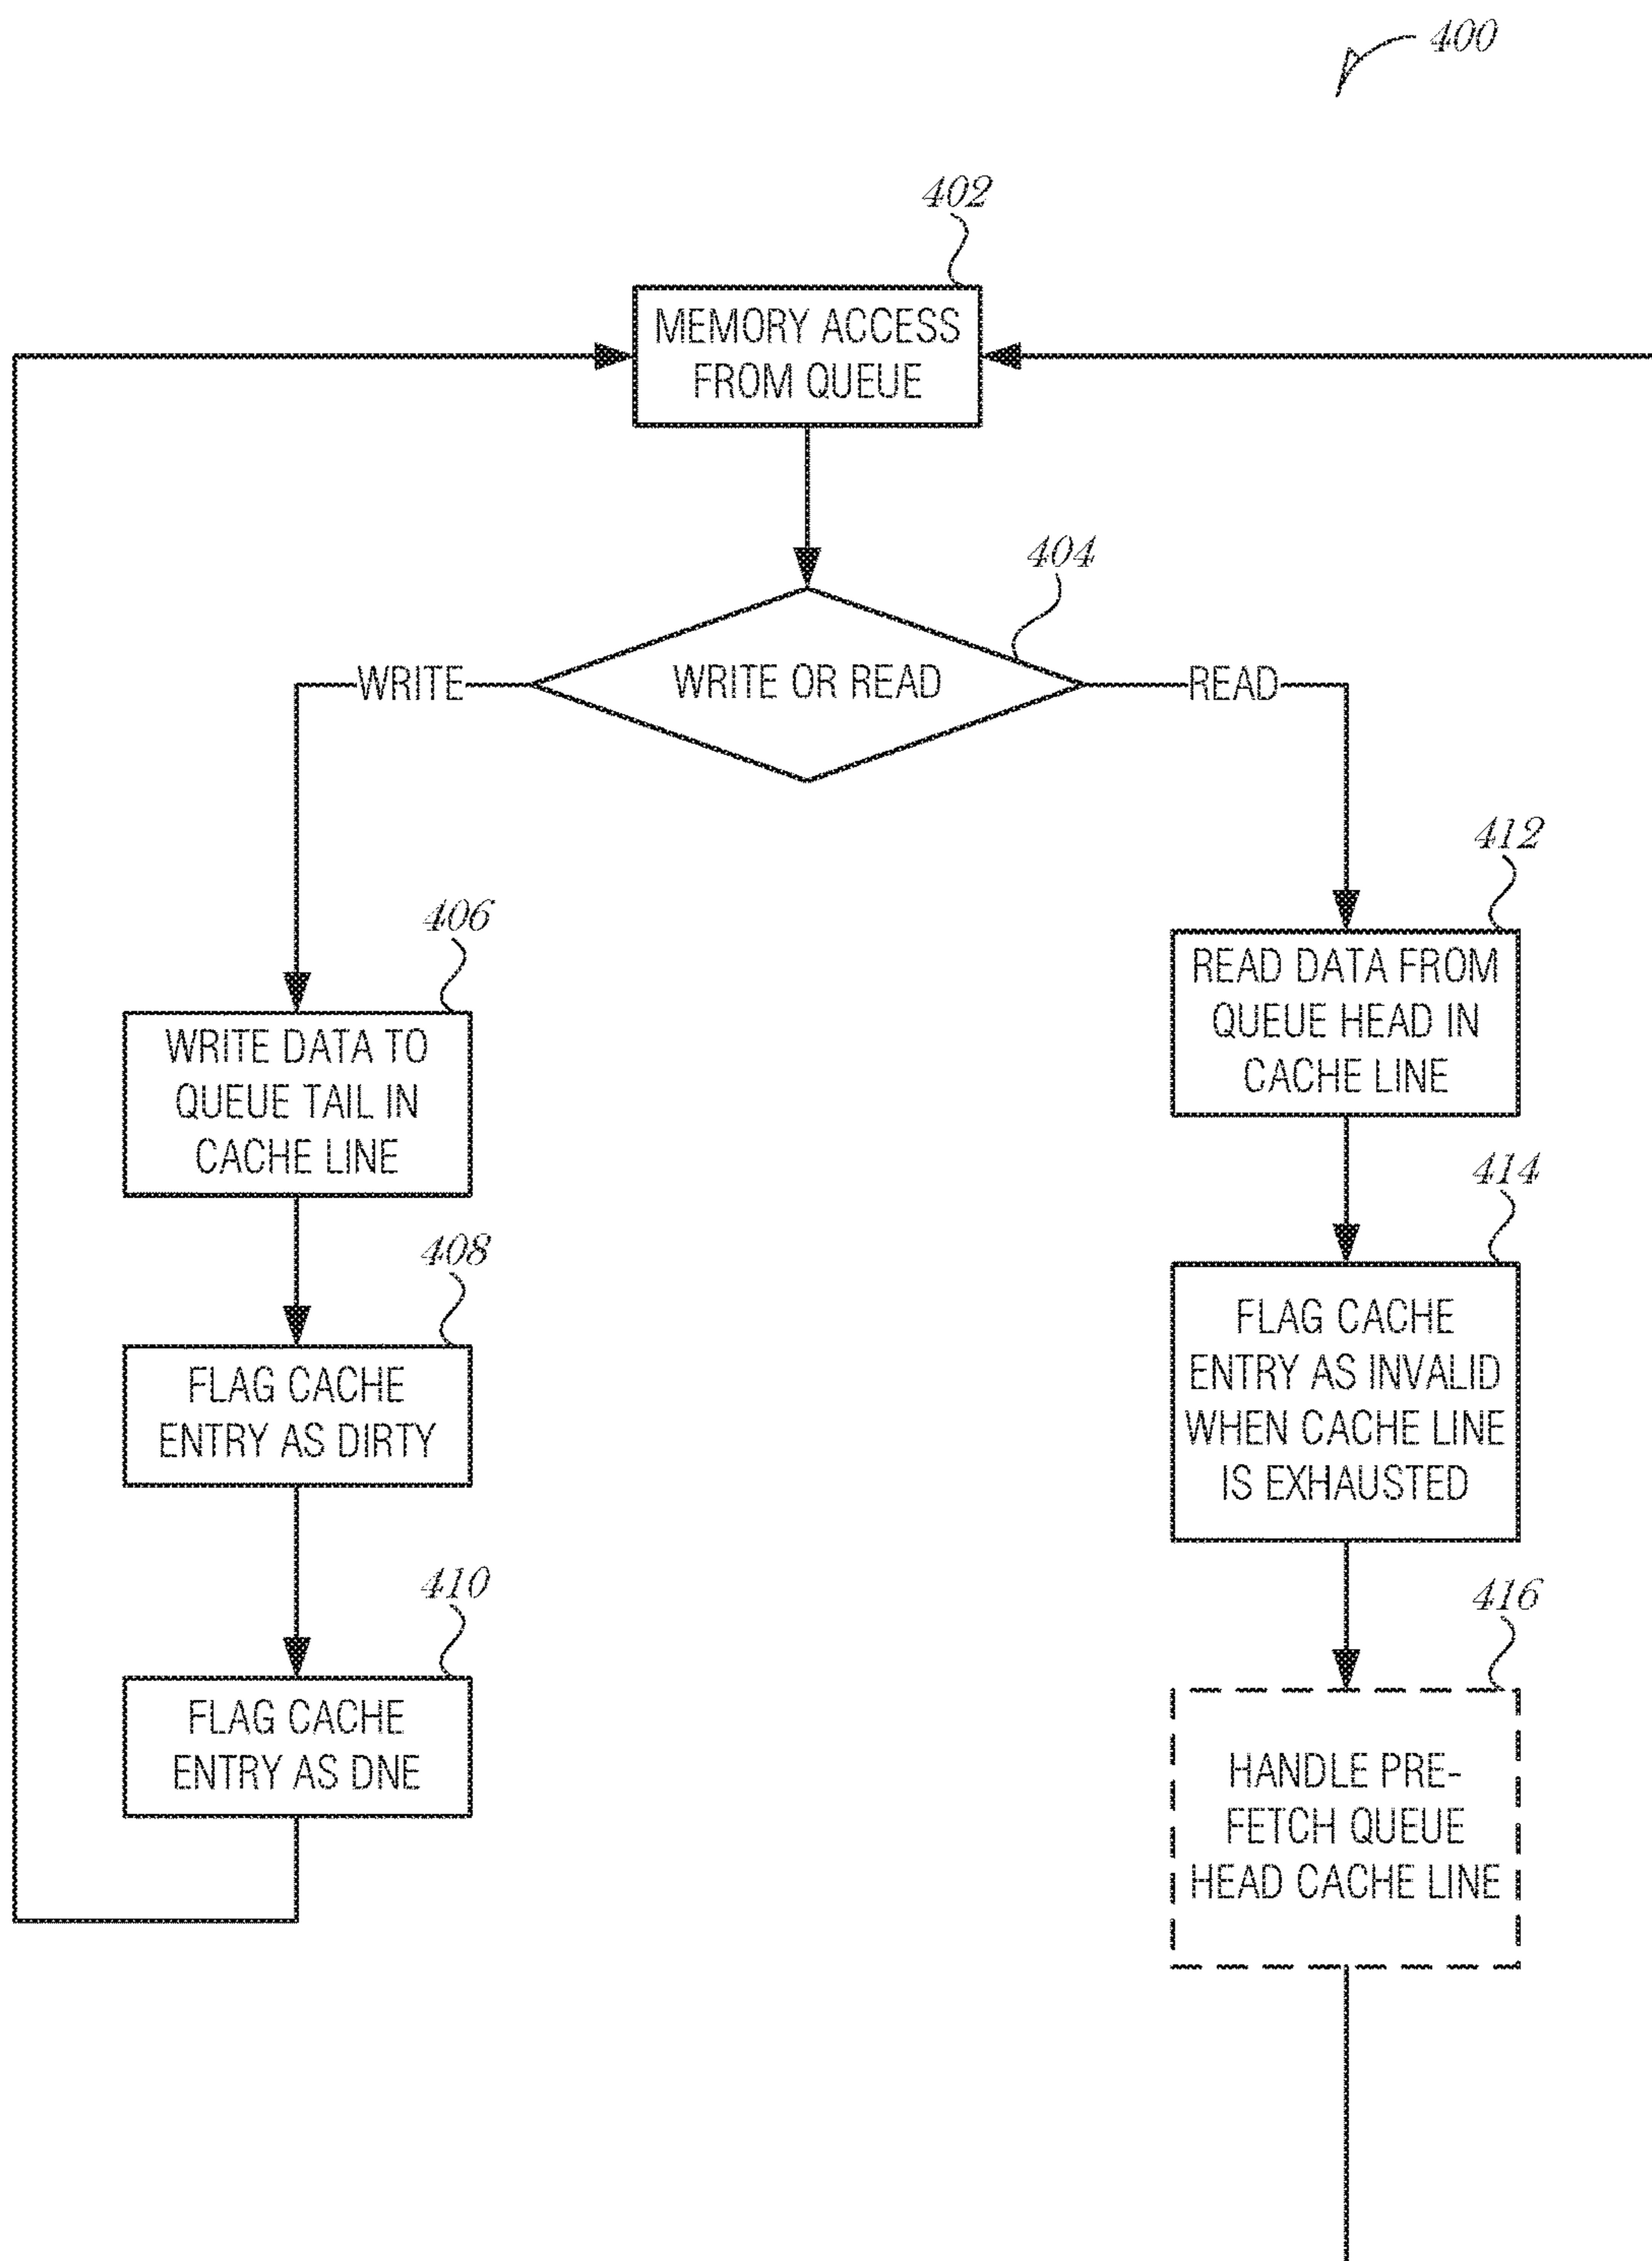 400
402
MEMORY ACCESS
FROM QUEUE
404
WRITE
WRITE OR READ
READ
406
WRITE DATA TO
QUEUE TAIL IN
CACHE LINE
408
FLAG CACHE
ENTRY AS DIRTY
410
FLAG CACHE
ENTRY AS DNE
412
READ DATA FROM
QUEUE HEAD IN
CACHE LINE
414
FLAG CACHE
ENTRY AS INVALID
WHEN CACHE LINE
IS EXHAUSTED
416
HANDLE PRE-
FETCH QUEUE
HEAD CACHE LINE